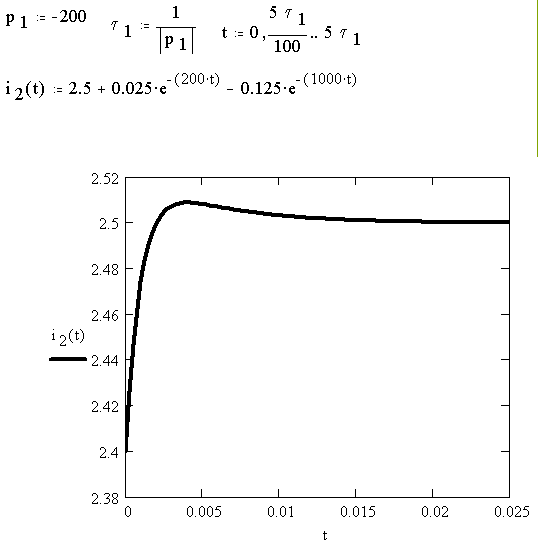 p 1 := -200 τ 1 := 1 / |p 1| t := 0 , 5 τ 1 / 100 .. 5 τ 1
i 2(t) := 2.5 + 0.025·e^-(200·t) - 0.125·e^-(1000·t)
2.52
2.5
2.48
2.46
i 2(t)
2.44
2.42
2.4
2.38
0 0.005 0.01 0.015 0.02 0.025
t